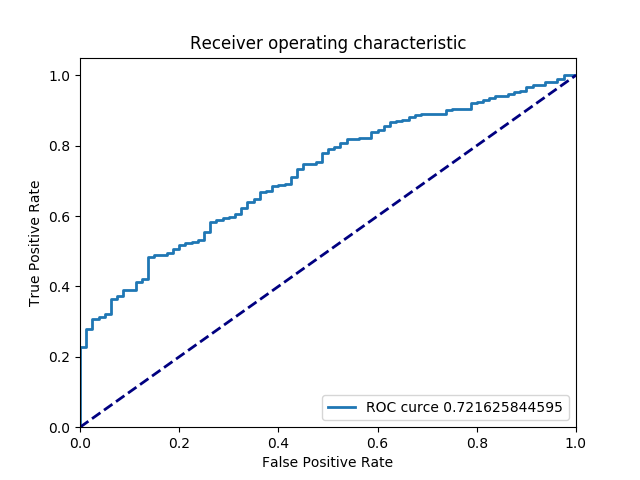 Receiver operating characteristic
1.0
0.8
0.6
0.4
0.2
0.0
True Positive Rate
ROC curce 0.721625844595
0.0 0.2 0.4 0.6 0.8 1.0
False Positive Rate